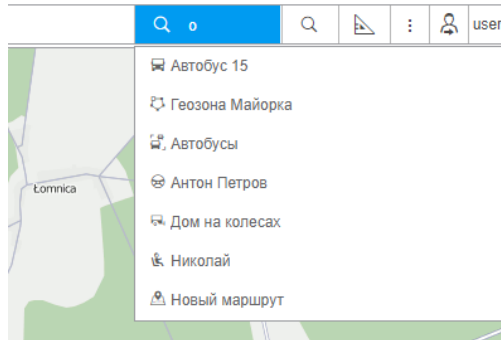 о
user
Автобус 15
Геозона Майорка
Автобусы
Антон Петров
Łomnica
Дом на колесах
Николай
Новый маршрут